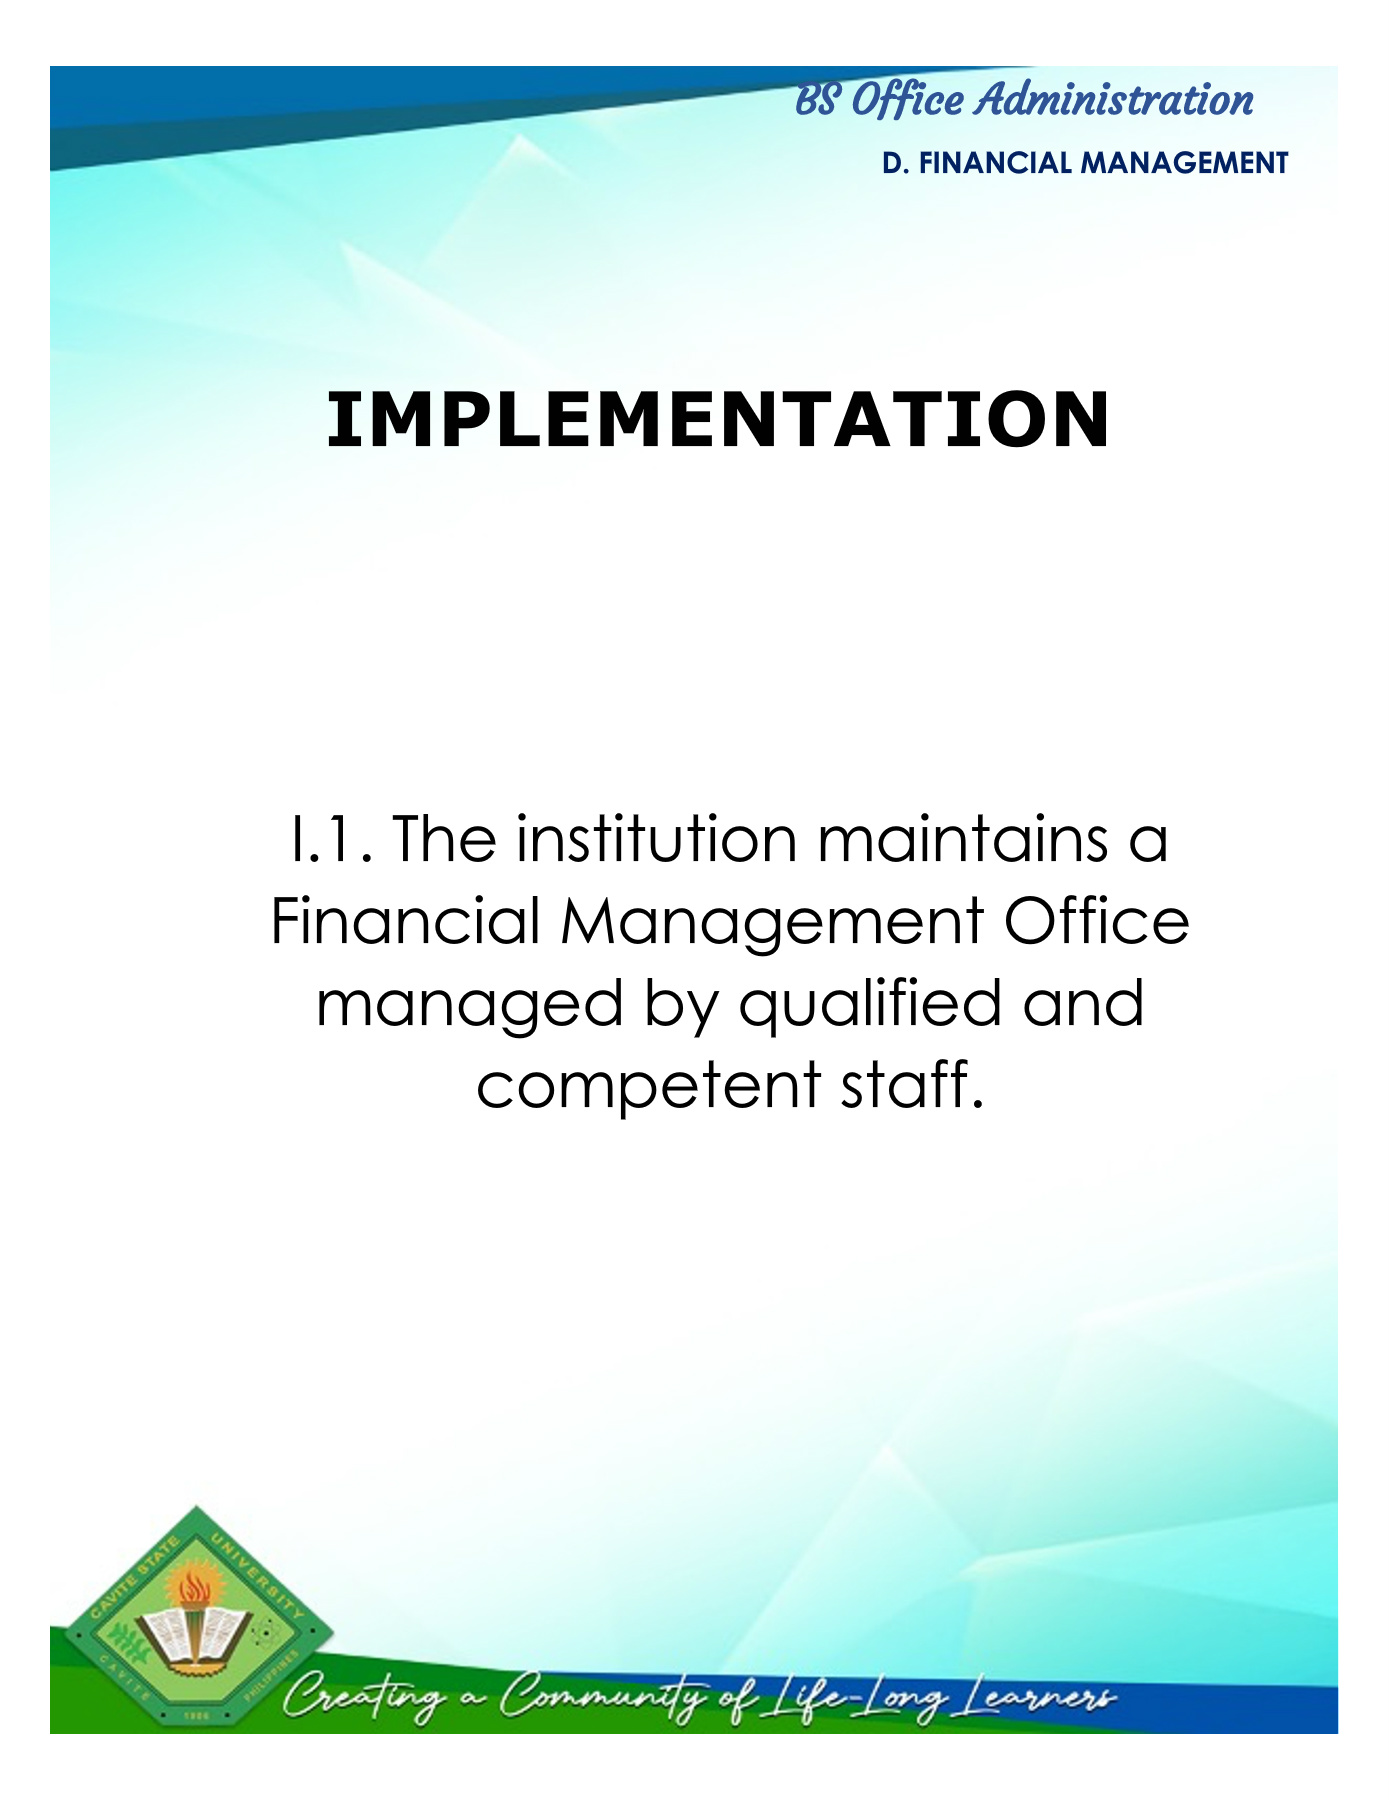 BS Office Administration
D. FINANCIAL MANAGEMENT
IMPLEMENTATION
I.1. The institution maintains a
Financial Management Office
managed by qualified and
competent staff.
CAVITE STATE UNIVERSITY
CAVITE
PHILIPPINES
1906
Creating a Community of Life-Long Learners